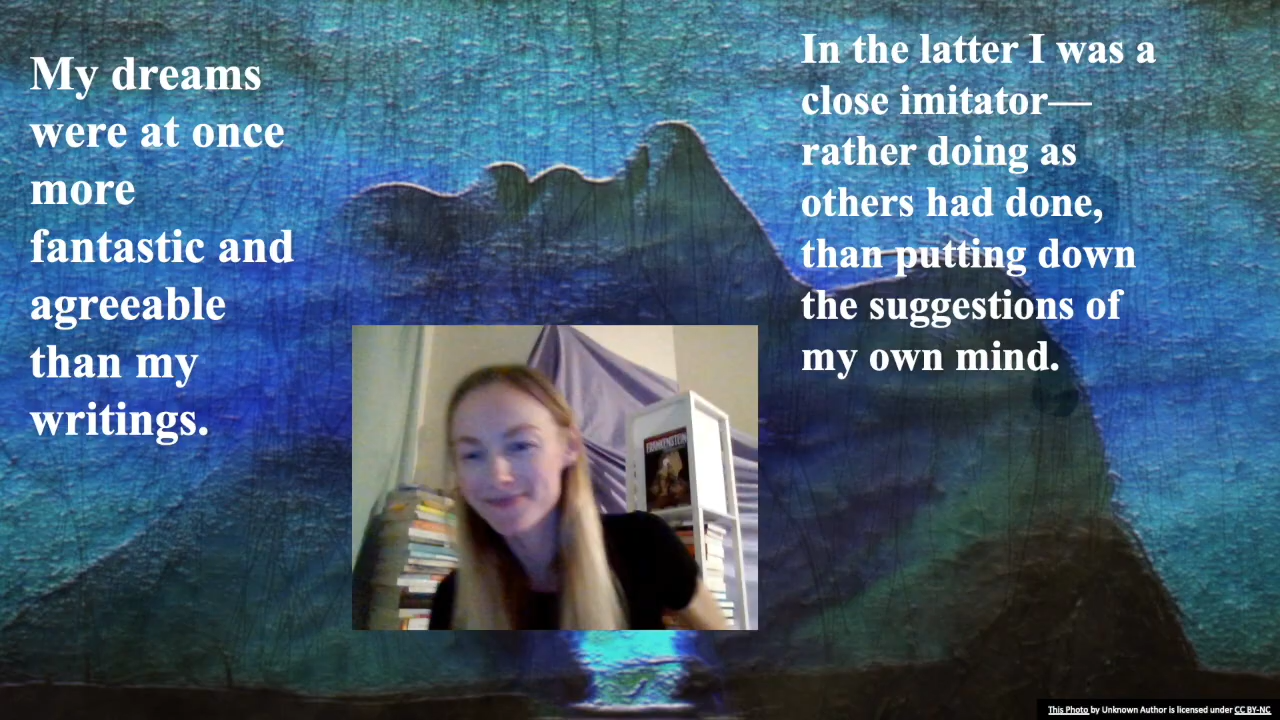 My dreams
were at once
more
fantastic and
agreeable
than my
writings.
In the latter I was a
close imitator—
rather doing as
others had done,
than putting down
the suggestions of
my own mind.
FRANKENSTEIN
This Photo by Unknown Author is licensed under CC BY-NC